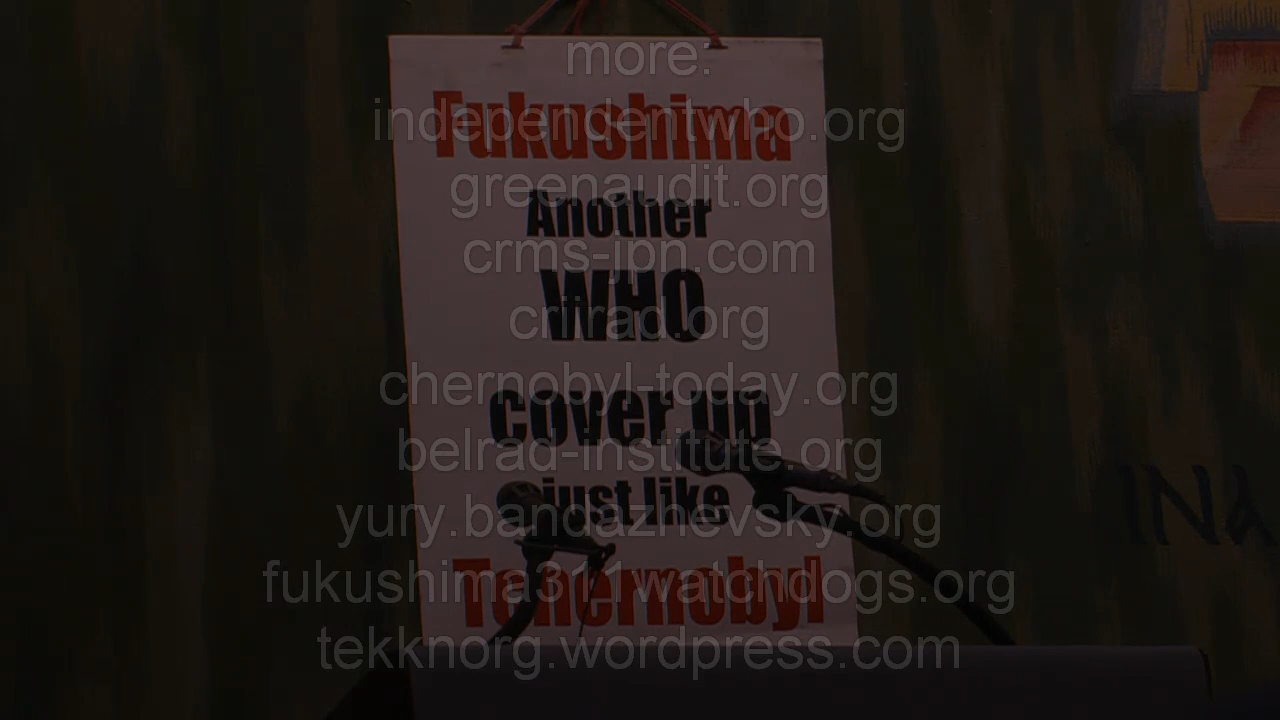 more:
independentwho.org
greenaudit.org
crms-jpn.com
criirad.org
chernobyl-today.org
belrad-institute.org
yury.bandazhevsky.org
fukushima311watchdogs.org
tekknorg.wordpress.com
Fukushima
Another
WHO
cover up
just like
Tchernobyl